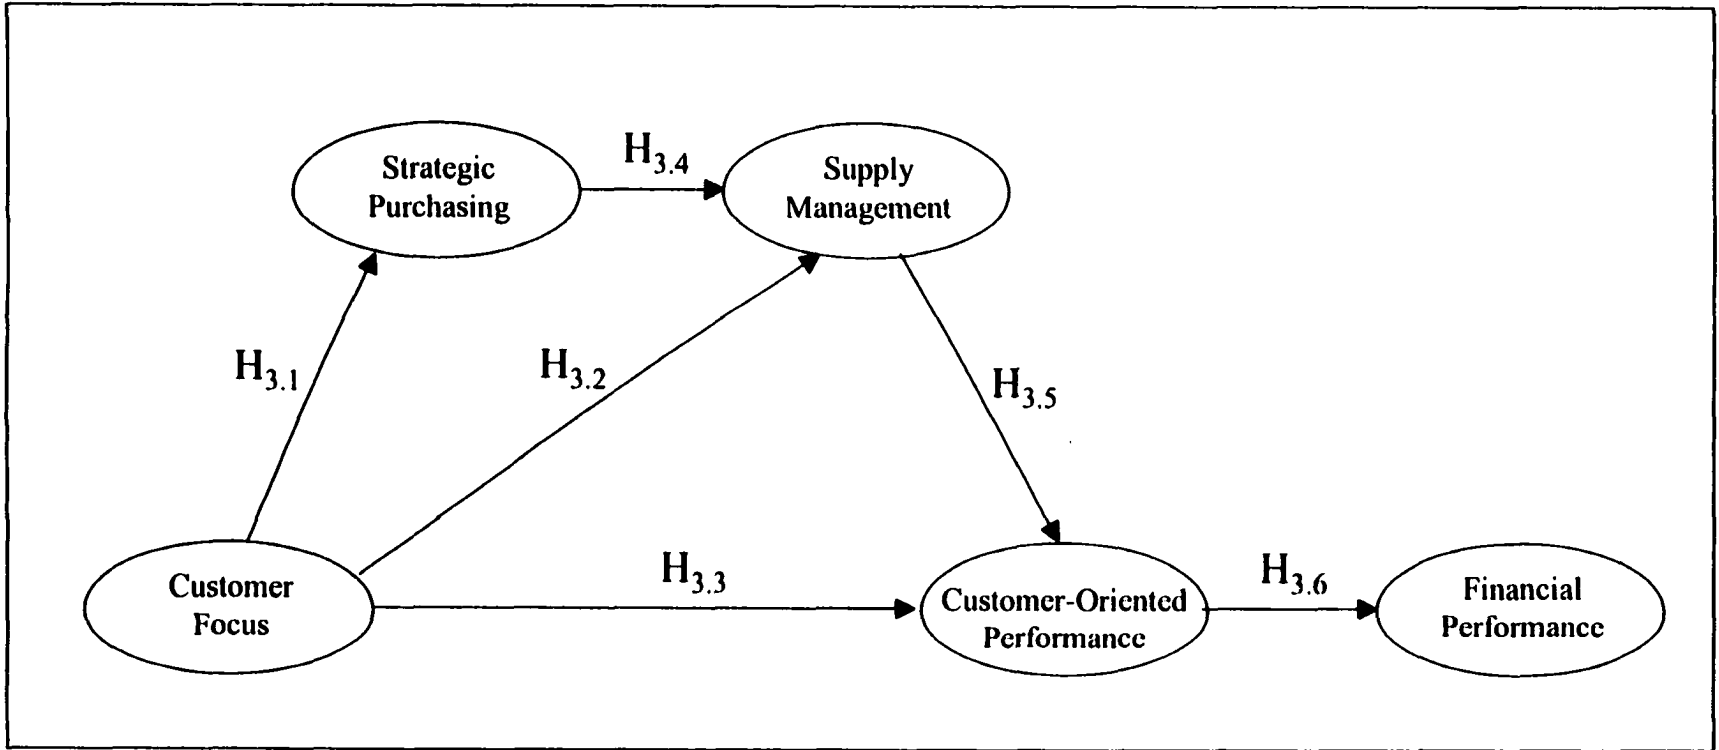 H3.4
Strategic
Purchasing
Supply
Management
H3.1
H3.2
H3.5
Customer
Focus
H3.3
Customer-Oriented
Performance
H3.6
Financial
Performance